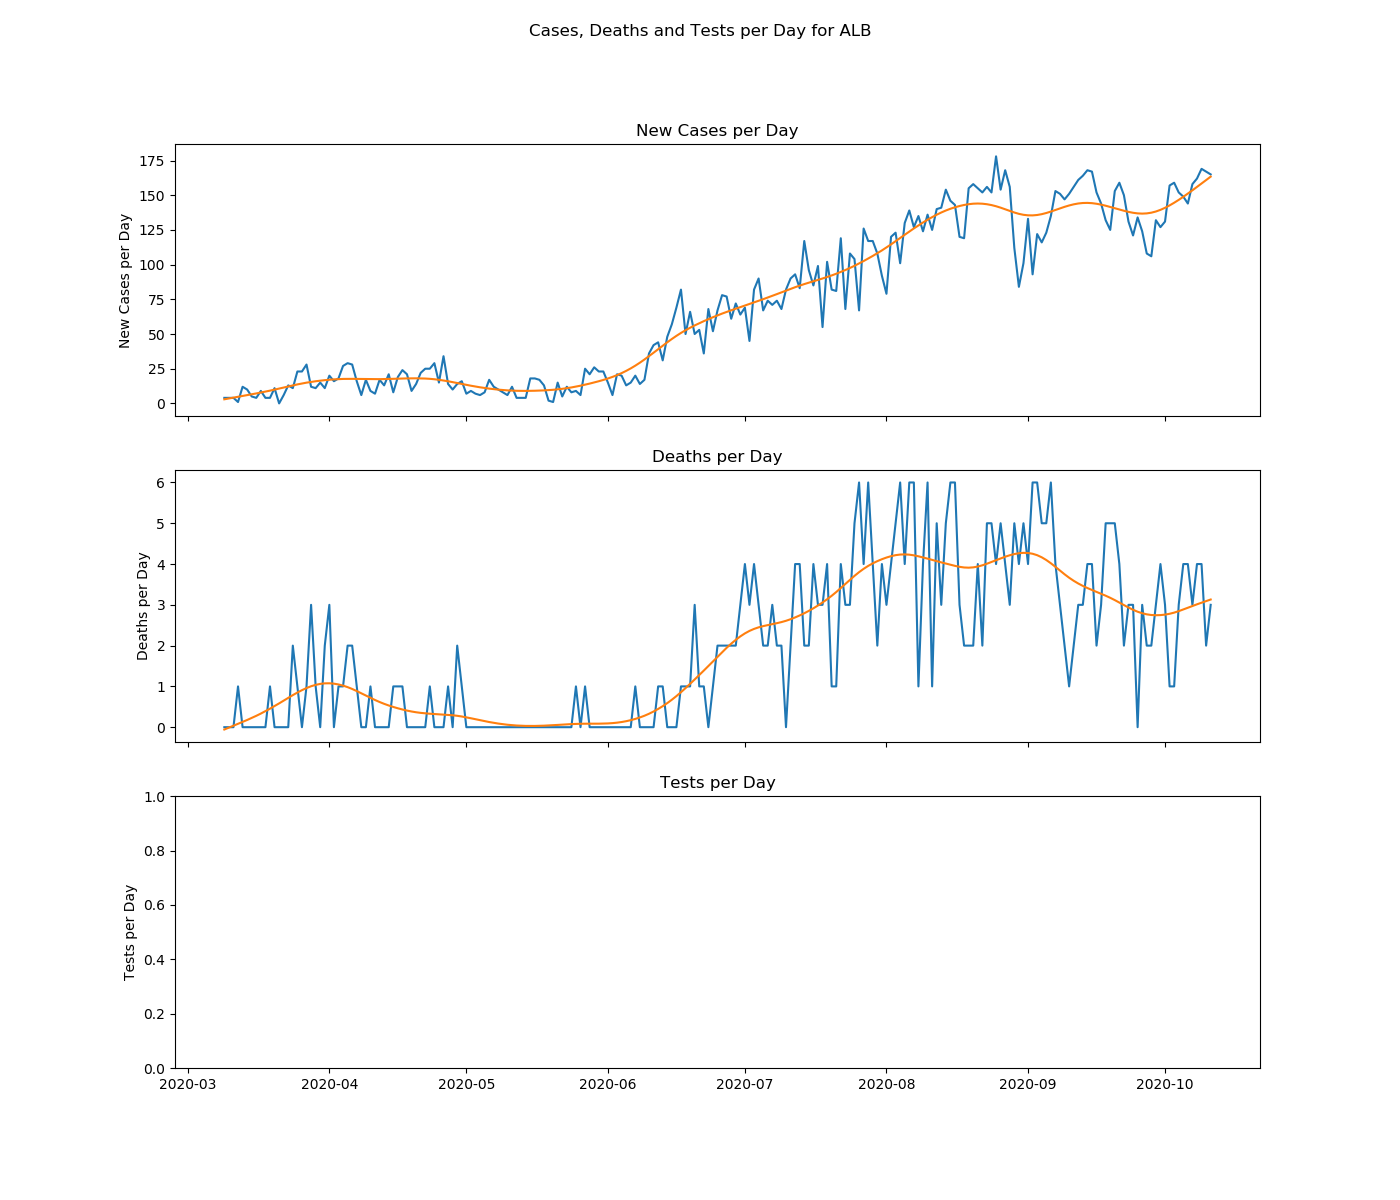 Cases, Deaths and Tests per Day for ALB
New Cases per Day
175
150
125
100
75
50
25
0
New Cases per Day
Deaths per Day
6
5
4
3
2
1
0
Deaths per Day
Tests per Day
1.0
0.8
0.6
0.4
0.2
0.0
Tests per Day
2020-03 2020-04 2020-05 2020-06 2020-07 2020-08 2020-09 2020-10